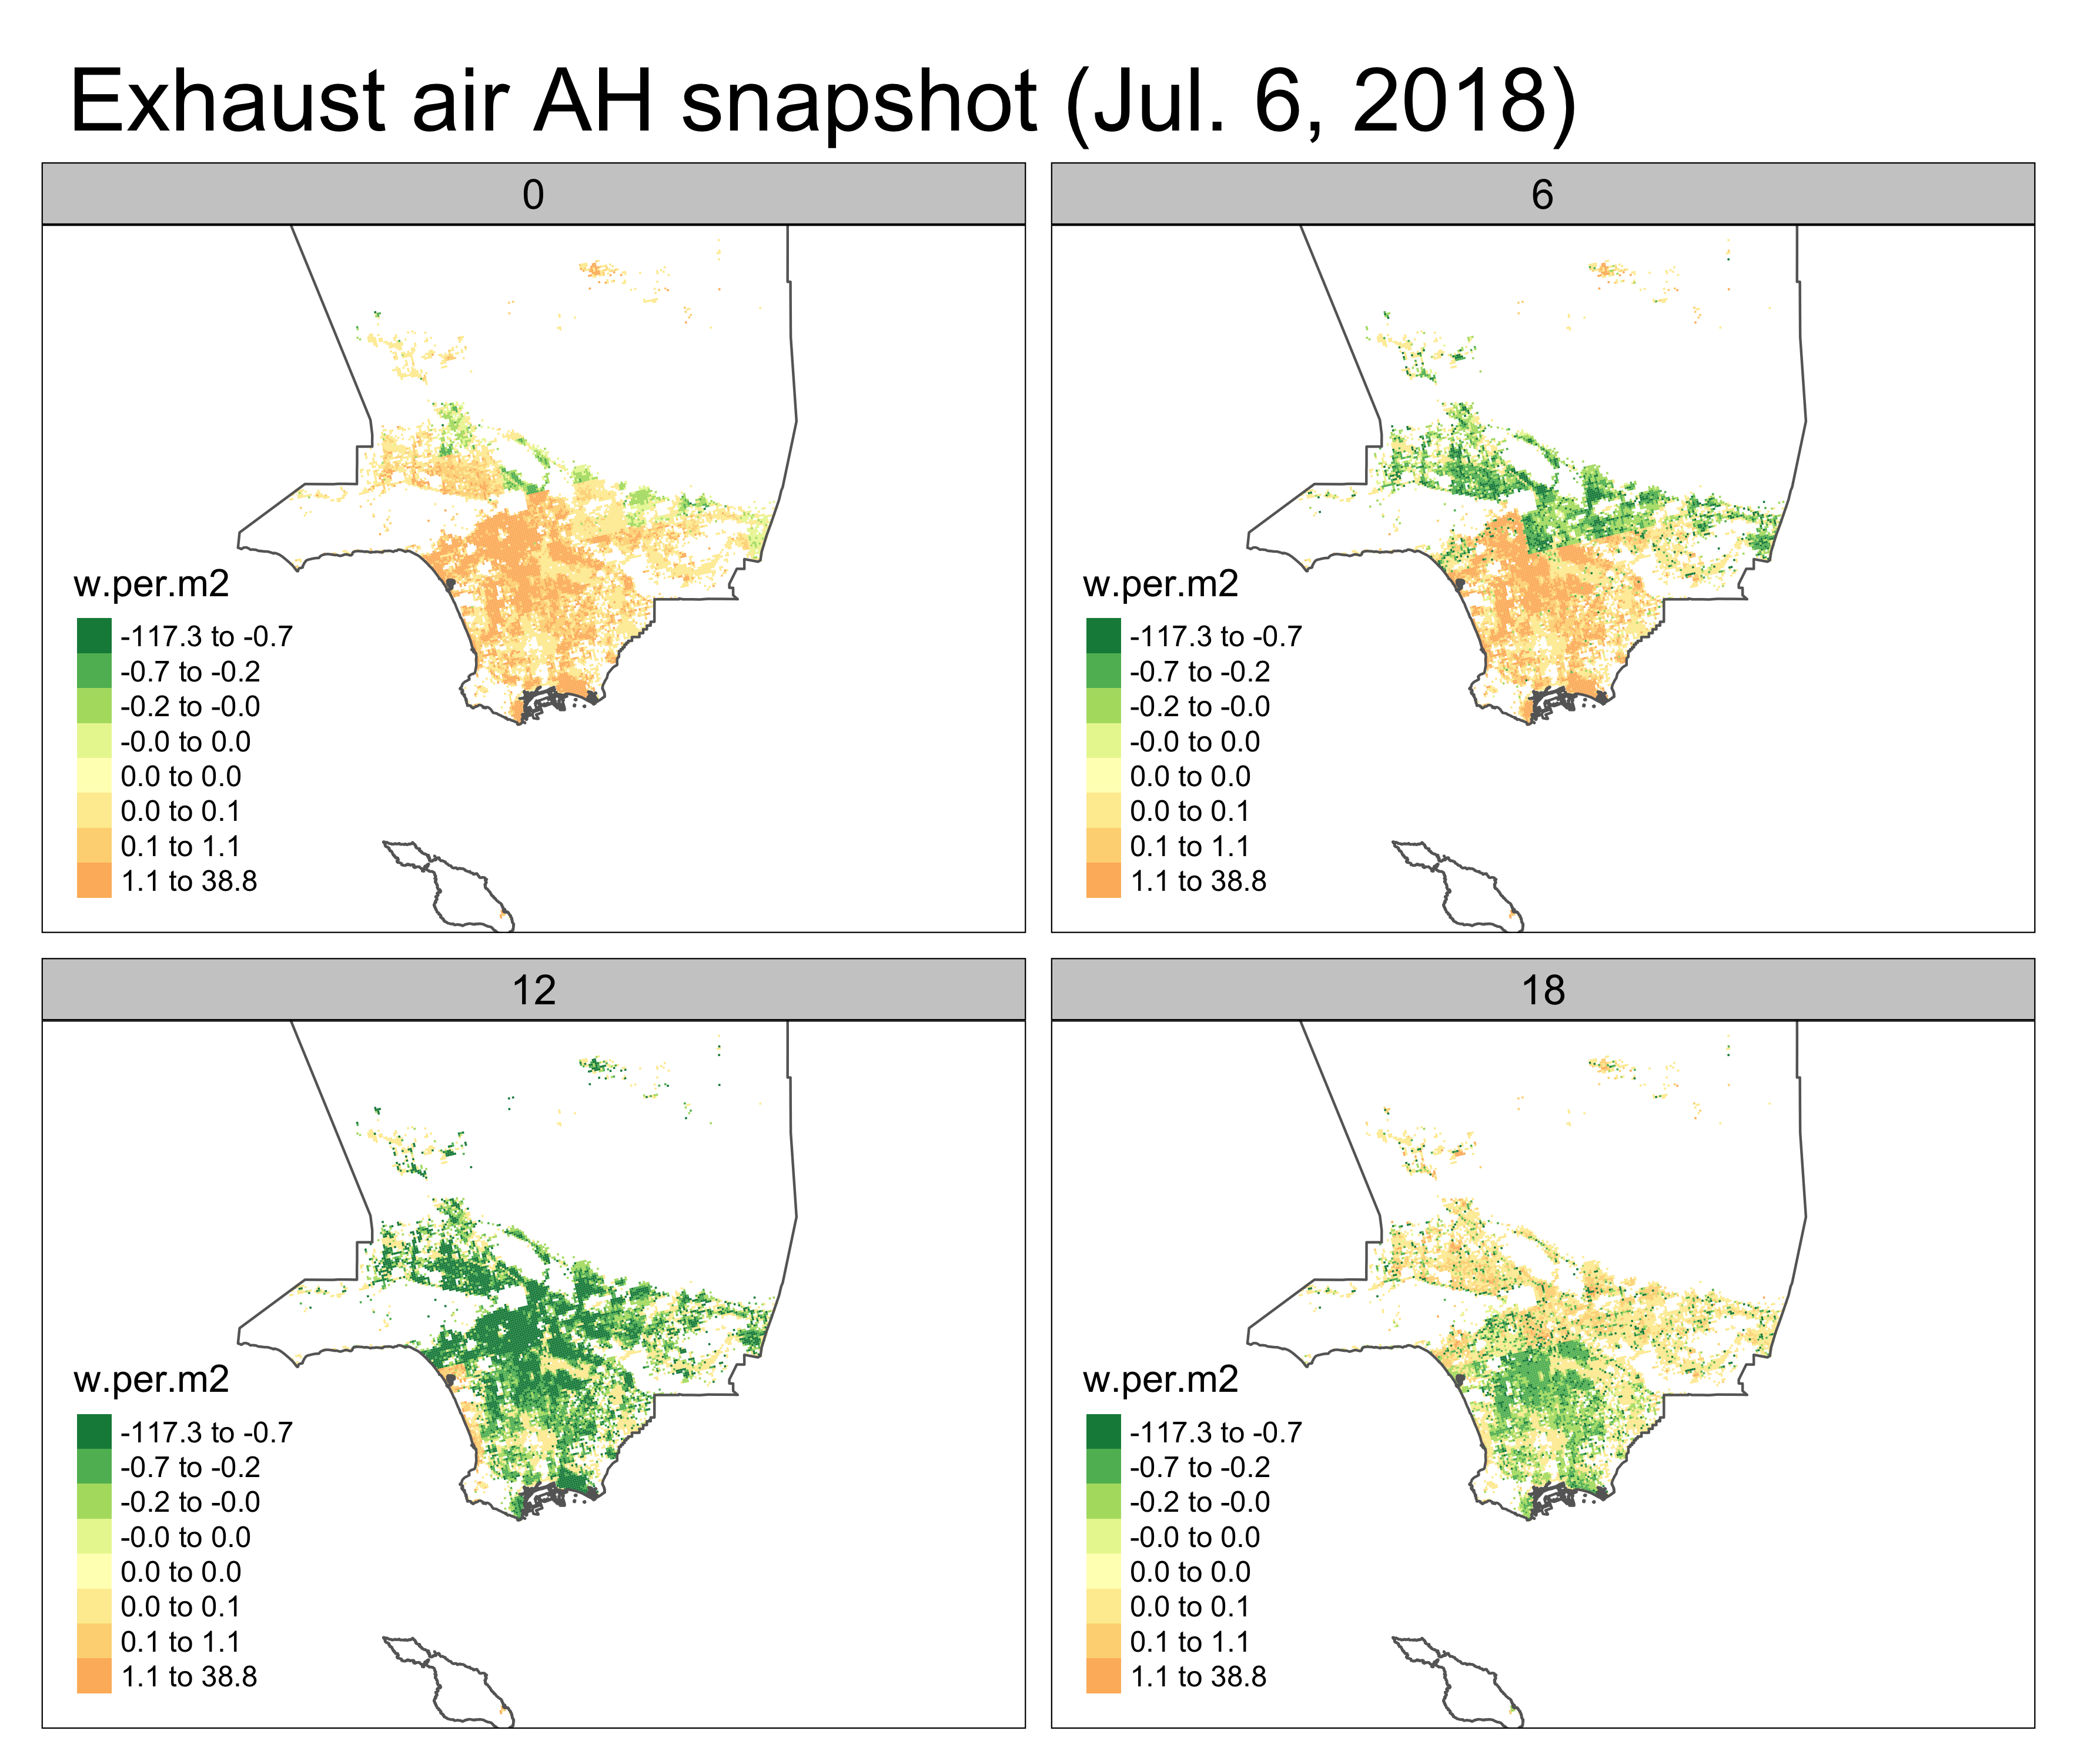 Exhaust air AH snapshot (Jul. 6, 2018)
0
w.per.m2
-117.3 to -0.7
-0.7 to -0.2
-0.2 to -0.0
-0.0 to 0.0
0.0 to 0.0
0.0 to 0.1
0.1 to 1.1
1.1 to 38.8
6
w.per.m2
-117.3 to -0.7
-0.7 to -0.2
-0.2 to -0.0
-0.0 to 0.0
0.0 to 0.0
0.0 to 0.1
0.1 to 1.1
1.1 to 38.8
12
w.per.m2
-117.3 to -0.7
-0.7 to -0.2
-0.2 to -0.0
-0.0 to 0.0
0.0 to 0.0
0.0 to 0.1
0.1 to 1.1
1.1 to 38.8
18
w.per.m2
-117.3 to -0.7
-0.7 to -0.2
-0.2 to -0.0
-0.0 to 0.0
0.0 to 0.0
0.0 to 0.1
0.1 to 1.1
1.1 to 38.8